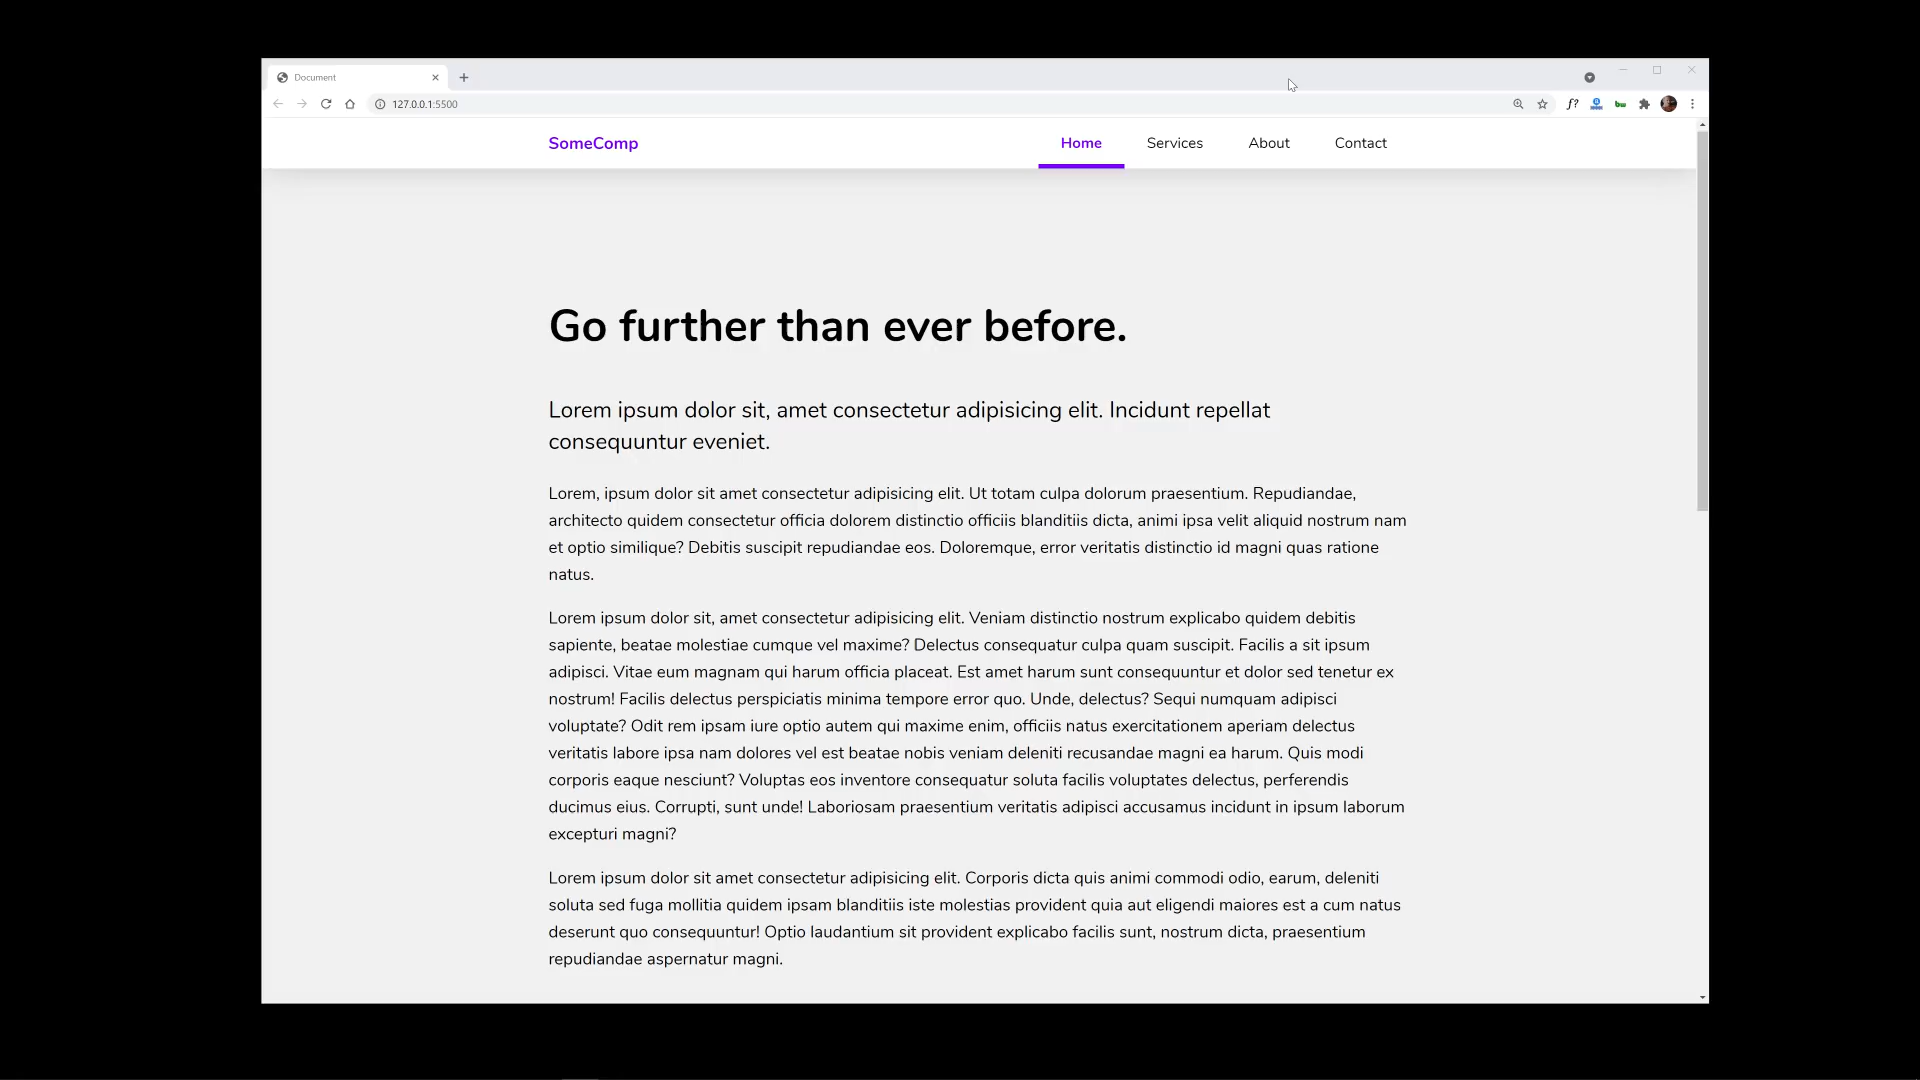 Document
127.0.0.1:5500
SomeComp Home Services About Contact
Go further than ever before.
Lorem ipsum dolor sit, amet consectetur adipisicing elit. Incidunt repellat
consequuntur eveniet.
Lorem, ipsum dolor sit amet consectetur adipisicing elit. Ut totam culpa dolorum praesentium. Repudiandae,
architecto quidem consectetur officia dolorem distinctio officiis blanditiis dicta, animi ipsa velit aliquid nostrum nam
et optio similique? Debitis suscipit repudiandae eos. Doloremque, error veritatis distinctio id magni quas ratione
natus.
Lorem ipsum dolor sit, amet consectetur adipisicing elit. Veniam distinctio nostrum explicabo quidem debitis
sapiente, beatae molestiae cumque vel maxime? Delectus consequatur culpa quam suscipit. Facilis a sit ipsum
adipisci. Vitae eum magnam qui harum officia placeat. Est amet harum sunt consequuntur et dolor sed tenetur ex
nostrum! Facilis delectus perspiciatis minima tempore error quo. Unde, delectus? Sequi numquam adipisci
voluptate? Odit rem ipsam iure optio autem qui maxime enim, officiis natus exercitationem aperiam delectus
veritatis labore ipsa nam dolores vel est beatae nobis veniam deleniti recusandae magni ea harum. Quis modi
corporis eaque nesciunt? Voluptas eos inventore consequatur soluta facilis voluptates delectus, perferendis
ducimus eius. Corrupti, sunt unde! Laboriosam praesentium veritatis adipisci accusamus incidunt in ipsum laborum
excepturi magni?
Lorem ipsum dolor sit amet consectetur adipisicing elit. Corporis dicta quis animi commodi odio, earum, deleniti
soluta sed fuga mollitia quidem ipsam blanditiis iste molestias provident quia aut eligendi maiores est a cum natus
deserunt quo consequuntur! Optio laudantium sit provident explicabo facilis sunt, nostrum dicta, praesentium
repudiandae aspernatur magni.